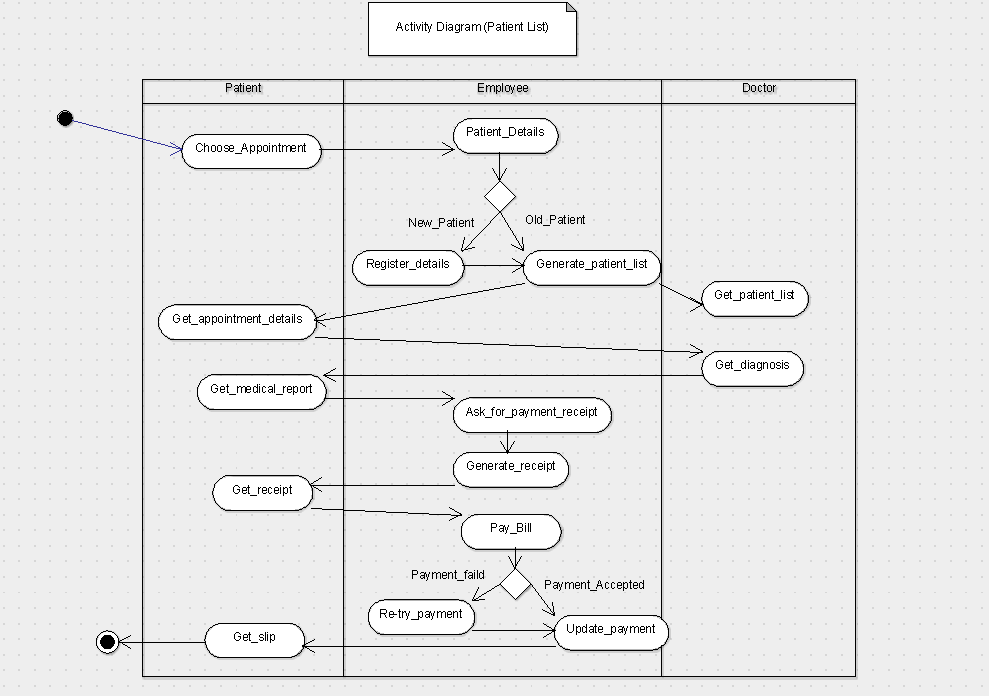 Activity Diagram (Patient List)
Patient
Employee
Doctor
Choose_Appointment
Patient_Details
New_Patient
Old_Patient
Register_details
Generate_patient_list
Get_patient_list
Get_appointment_details
Get_diagnosis
Get_medical_report
Ask_for_payment_receipt
Generate_receipt
Get_receipt
Pay_Bill
Payment_faild
Payment_Accepted
Re-try_payment
Update_payment
Get_slip